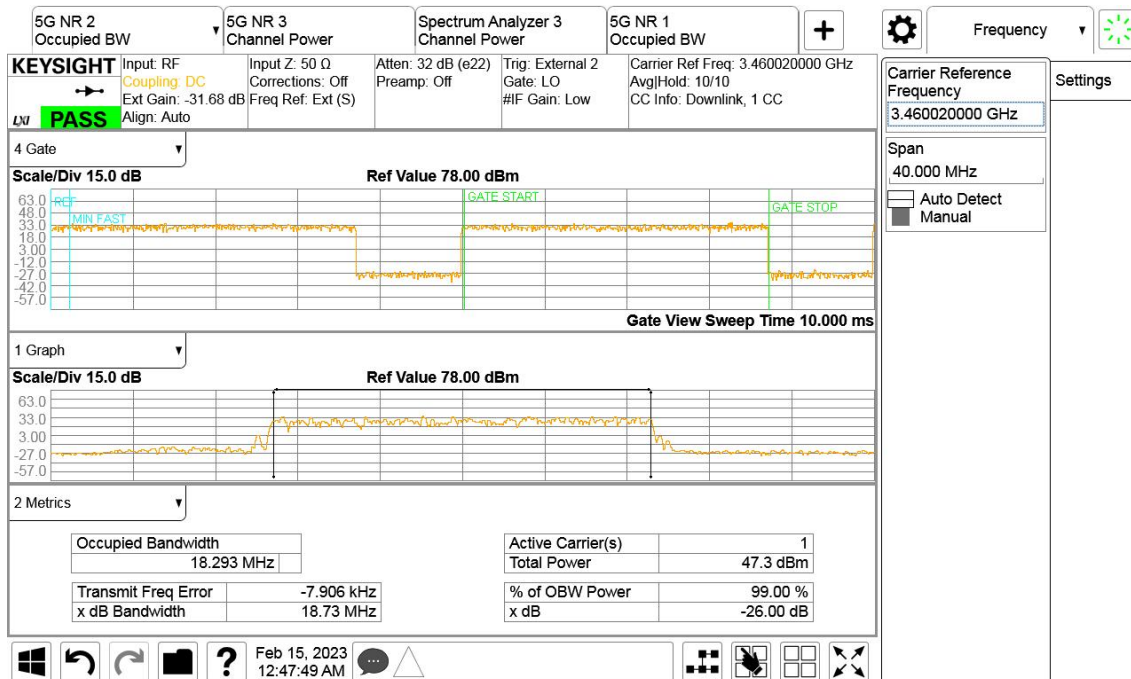 5G NR 2
Occupied BW
5G NR 3
Channel Power
Spectrum Analyzer 3
Channel Power
5G NR 1
Occupied BW
Frequency
KEYSIGHT
LXI
PASS
Input: RF
Coupling: DC
Ext Gain: -31.68 dB
Align: Auto
Input Z: 50 Ω
Corrections: Off
Freq Ref: Ext (S)
Atten: 32 dB (e22)
Preamp: Off
Trig: External 2
Gate: LO
#IF Gain: Low
Carrier Ref Freq: 3.460020000 GHz
Avg|Hold: 10/10
CC Info: Downlink, 1 CC
Carrier Reference
Frequency
3.460020000 GHz
Span
40.000 MHz
Auto Detect
Manual
Settings
4 Gate
Scale/Div 15.0 dB
Ref Value 78.00 dBm
63.0
48.0
33.0
18.0
3.00
-12.0
-27.0
-42.0
-57.0
REF
MIN FAST
GATE START
GATE STOP
Gate View Sweep Time 10.000 ms
1 Graph
Scale/Div 15.0 dB
Ref Value 78.00 dBm
63.0
33.0
3.00
-27.0
-57.0
2 Metrics
Occupied Bandwidth
18.293 MHz
Transmit Freq Error -7.906 kHz
x dB Bandwidth 18.73 MHz
Active Carrier(s) 1
Total Power 47.3 dBm
% of OBW Power 99.00 %
x dB -26.00 dB
?
Feb 15, 2023
12:47:49 AM